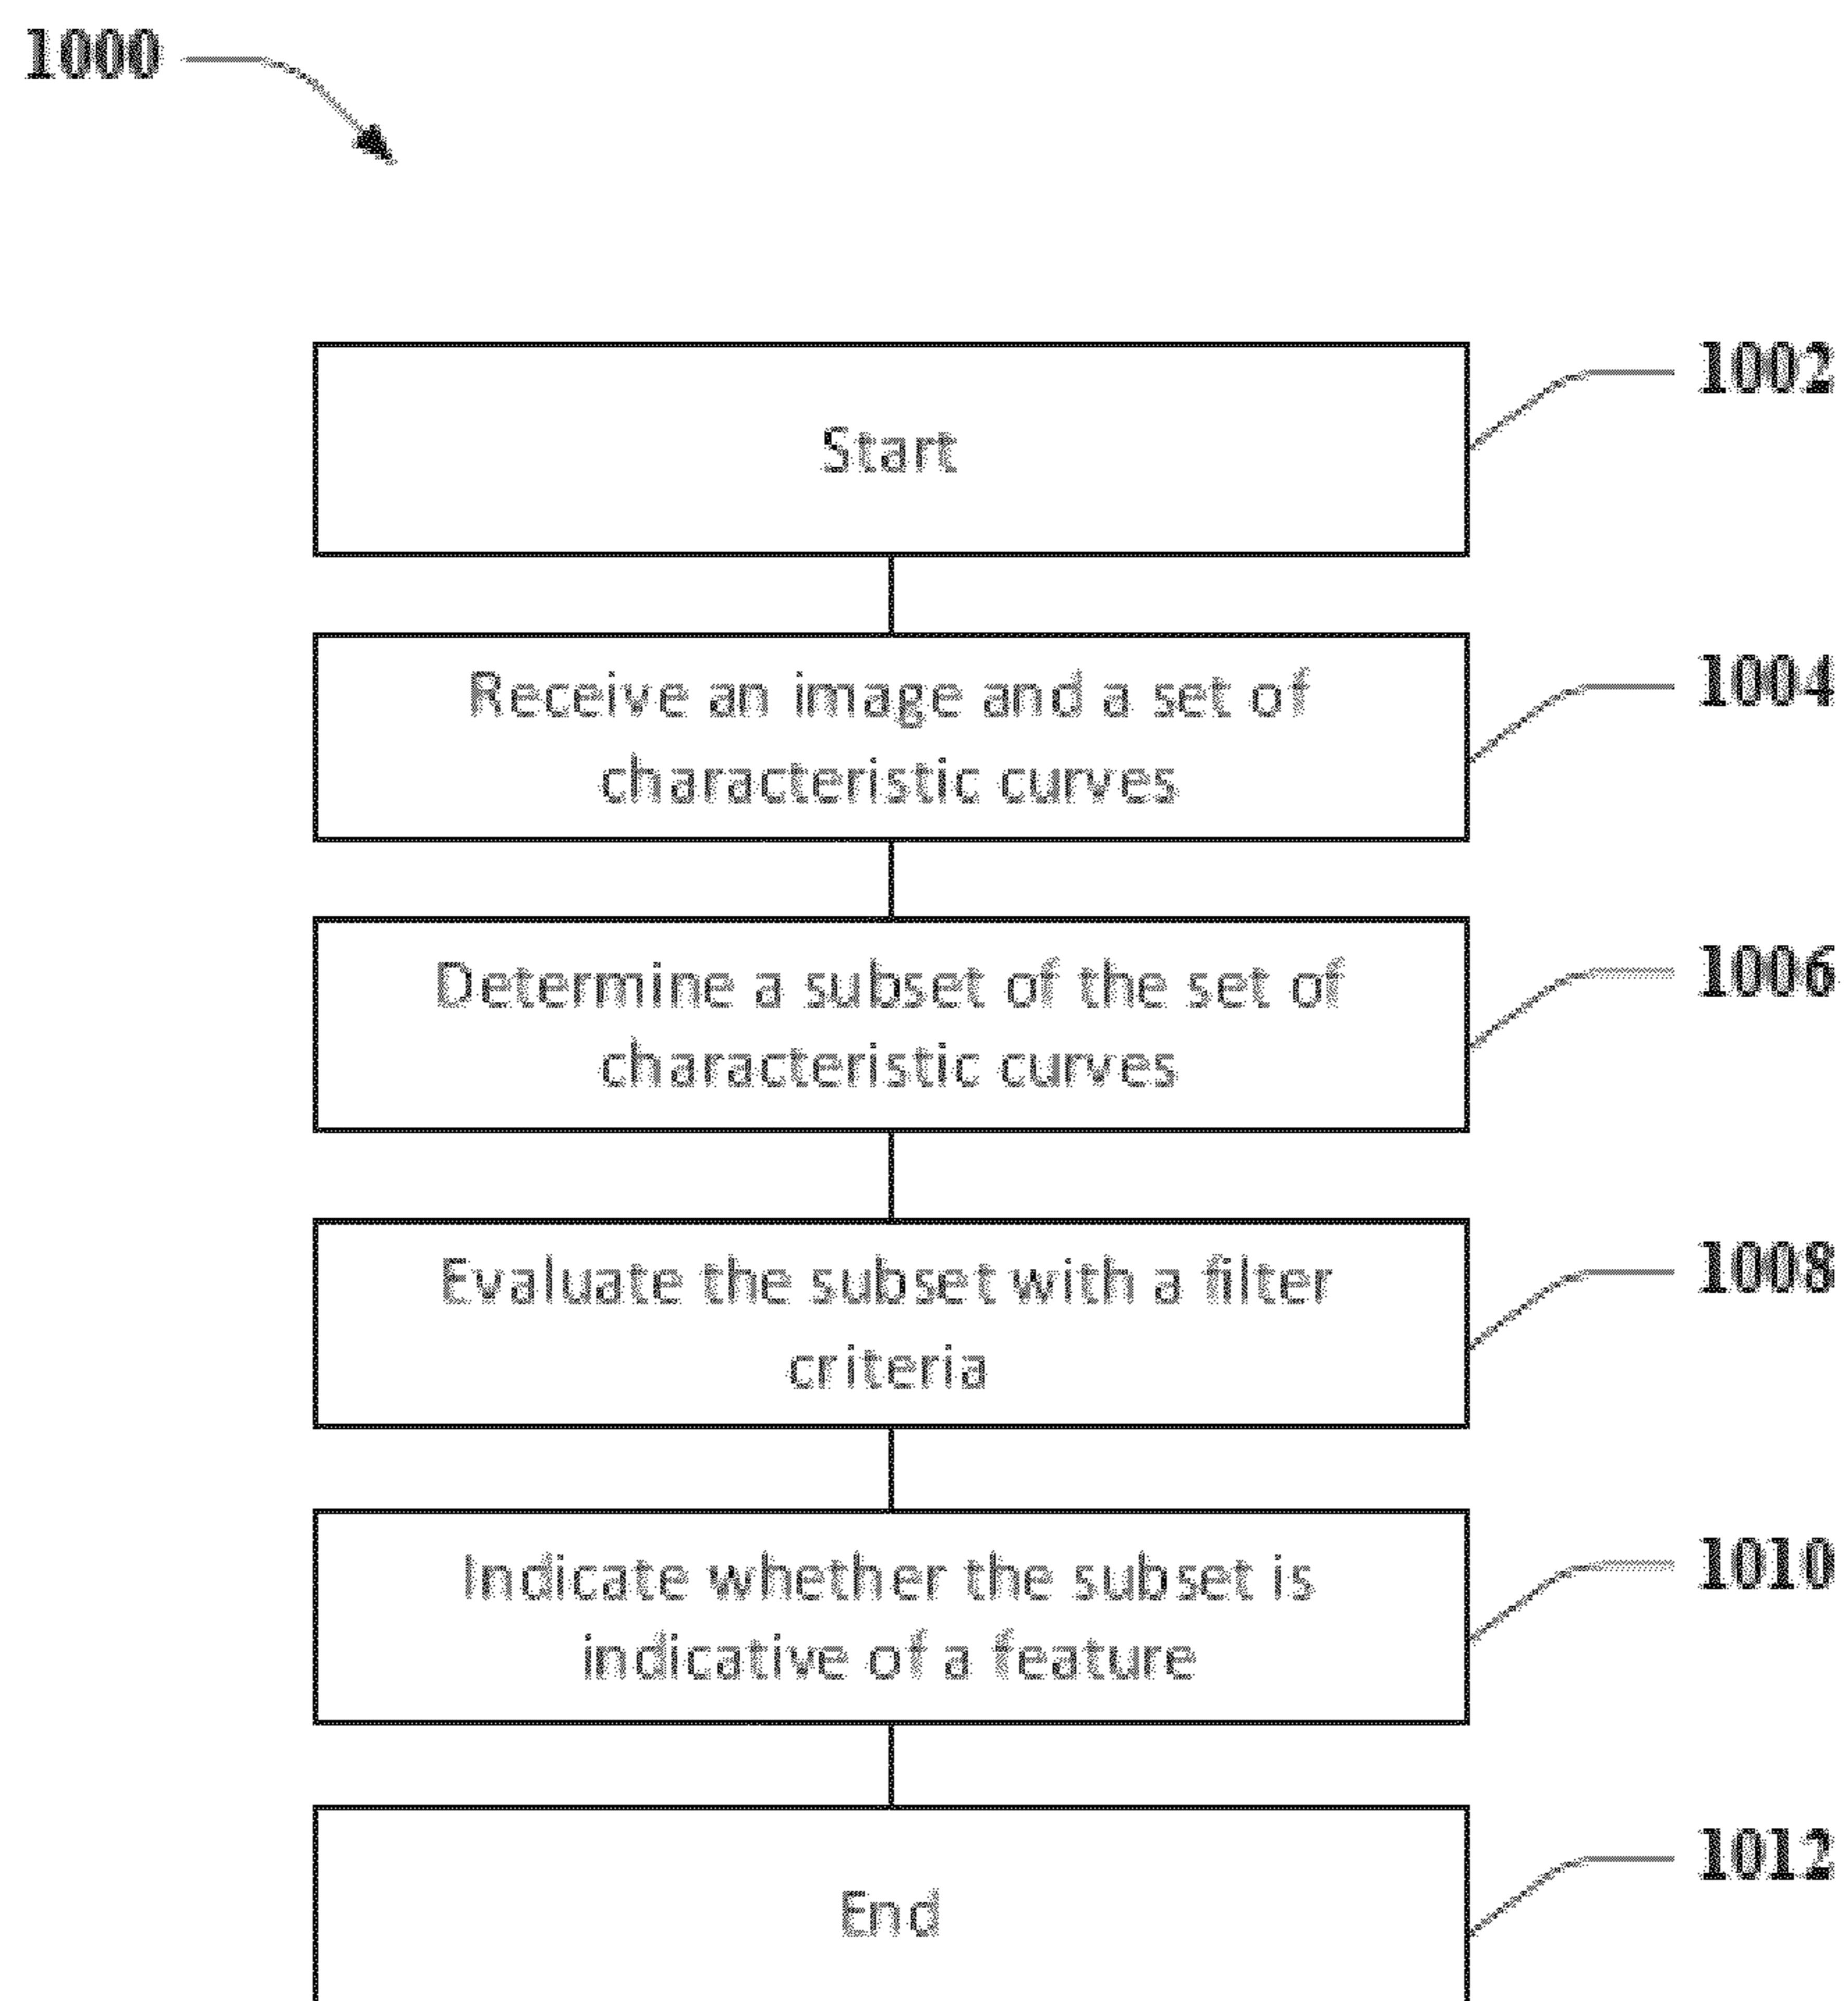 1000
1002
Start
1004
Receive an image and a set of
characteristic curves
1006
Determine a subset of the set of
characteristic curves
1008
Evaluate the subset with a filter
criteria
1010
Indicate whether the subset is
indicative of a feature
1012
End